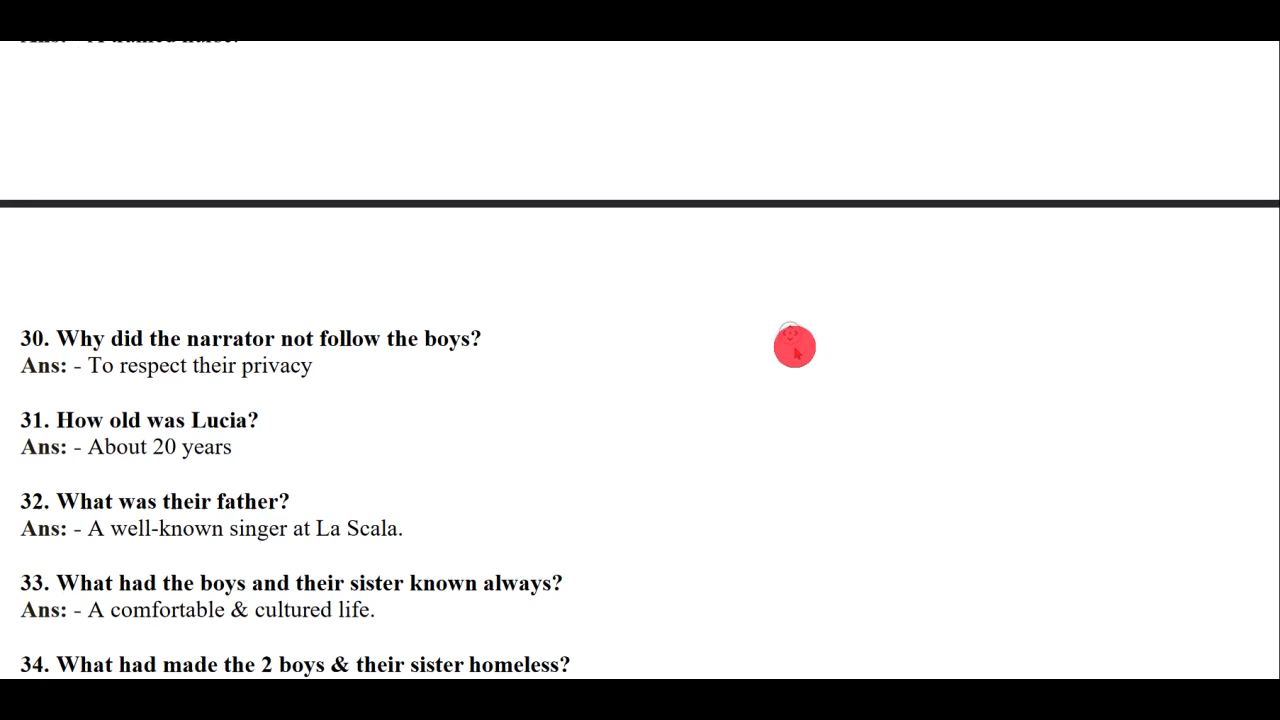 30. Why did the narrator not follow the boys?
Ans: - To respect their privacy
31. How old was Lucia?
Ans: - About 20 years
32. What was their father?
Ans: - A well-known singer at La Scala.
33. What had the boys and their sister known always?
Ans: - A comfortable & cultured life.
34. What had made the 2 boys & their sister homeless?